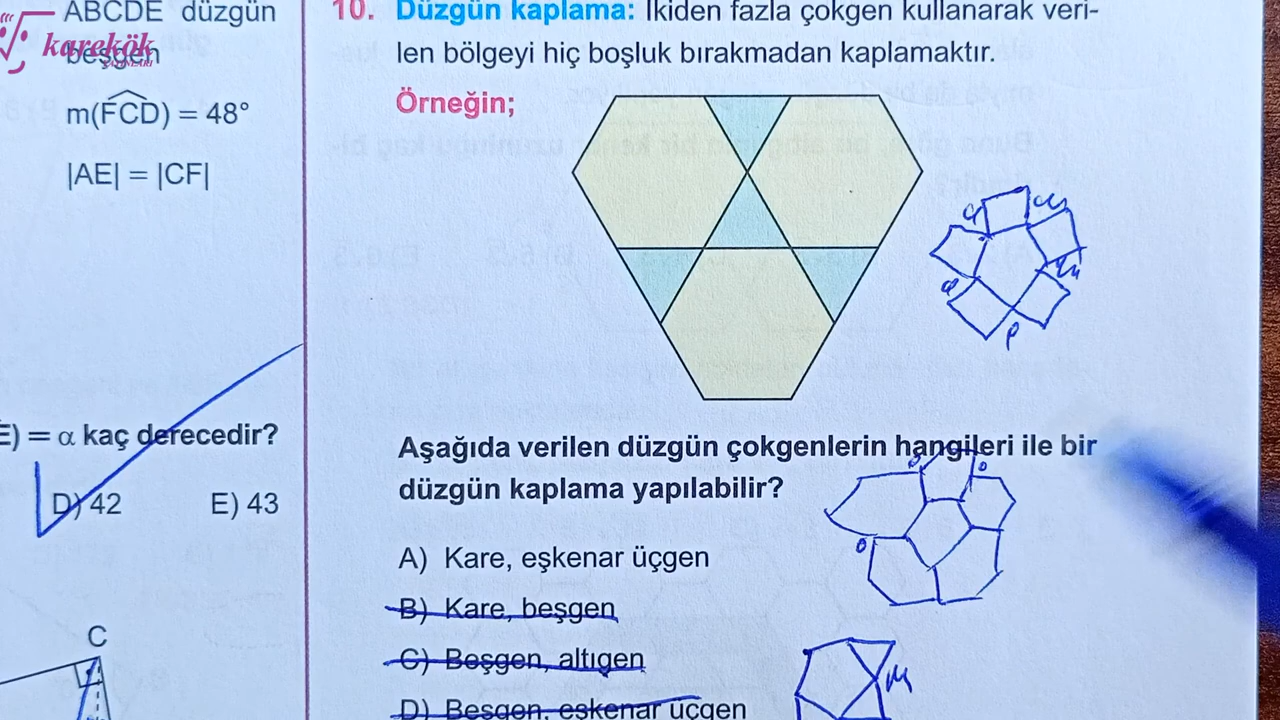 ABCDE düzgün
karekök
YAYINLARI
beşgen
m(FCD) = 48°
|AE| = |CF|
E) = α kaç derecedir?
D) 42 E) 43
C
10. Düzgün kaplama: İkiden fazla çokgen kullanarak veri-
len bölgeyi hiç boşluk bırakmadan kaplamaktır.
Örneğin;
Aşağıda verilen düzgün çokgenlerin hangileri ile bir
düzgün kaplama yapılabilir?
A) Kare, eşkenar üçgen
B) Kare, beşgen
C) Beşgen, altıgen
D) Beşgen, eşkenar üçgen